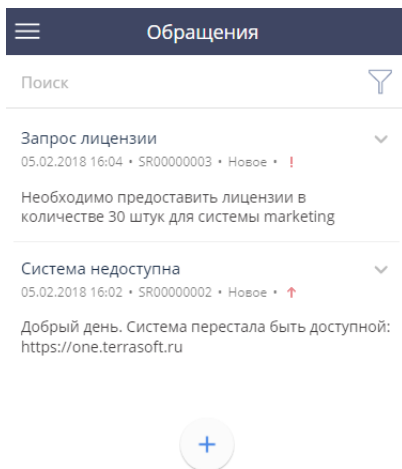 Обращения
Поиск
Запрос лицензии
05.02.2018 16:04 • SR00000003 • Новое • !
Необходимо предоставить лицензии в
количестве 30 штук для системы marketing
Система недоступна
05.02.2018 16:02 • SR00000002 • Новое • ↑
Добрый день. Система перестала быть доступной:
https://one.terrasoft.ru
+